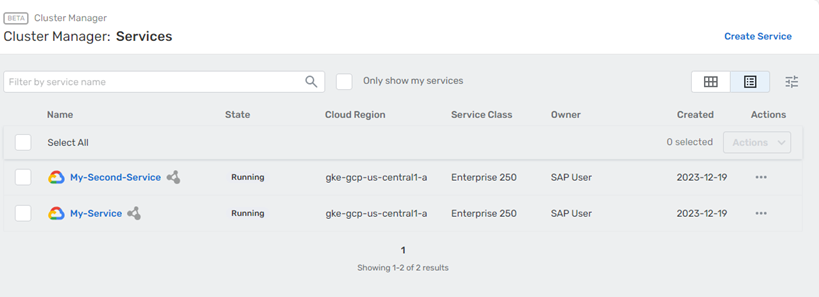 BETA Cluster Manager
Cluster Manager: Services
Create Service
Filter by service name
Only show my services
Name State Cloud Region Service Class Owner Created Actions
Select All 0 selected Actions
My-Second-Service Running gke-gcp-us-central1-a Enterprise 250 SAP User 2023-12-19
My-Service Running gke-gcp-us-central1-a Enterprise 250 SAP User 2023-12-19
1
Showing 1-2 of 2 results